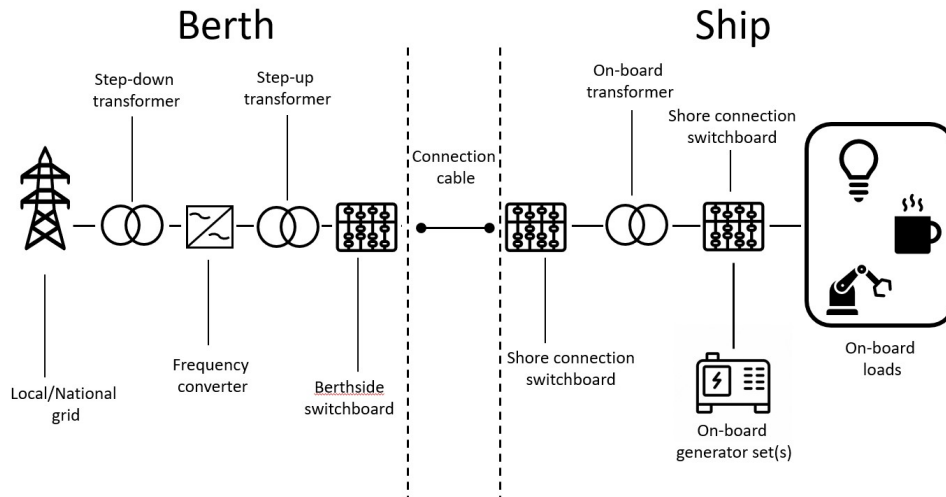 Berth
Ship
Step-down
transformer
Step-up
transformer
Connection
cable
On-board
transformer
Shore connection
switchboard
Local/National
grid
Frequency
converter
Berthside
switchboard
Shore connection
switchboard
On-board
generator set(s)
On-board
loads